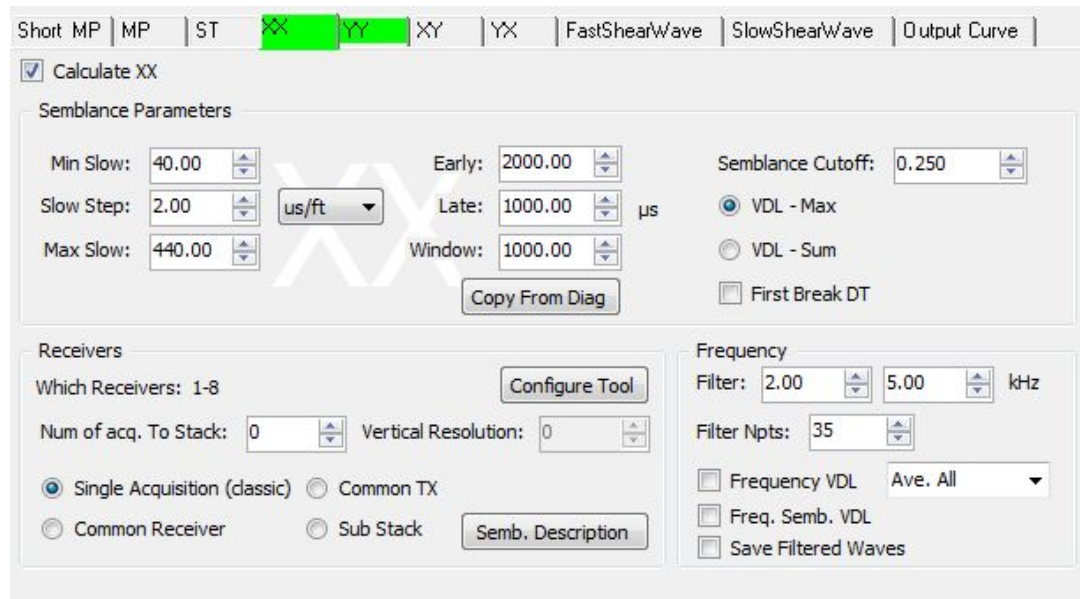 Short MP MP ST XX YY XY YX FastShearWave SlowShearWave Output Curve
Calculate XX
Semblance Parameters
XX
Min Slow: 40.00 Early: 2000.00 Semblance Cutoff: 0.250
Slow Step: 2.00 us/ft Late: 1000.00 µs VDL - Max
Max Slow: 440.00 Window: 1000.00 VDL - Sum
Copy From Diag First Break DT
Receivers
Which Receivers: 1-8 Configure Tool
Num of acq. To Stack: 0 Vertical Resolution: 0
Single Acquisition (classic) Common TX
Common Receiver Sub Stack Semb. Description
Frequency
Filter: 2.00 5.00 kHz
Filter Npts: 35
Frequency VDL Ave. All
Freq. Semb. VDL
Save Filtered Waves